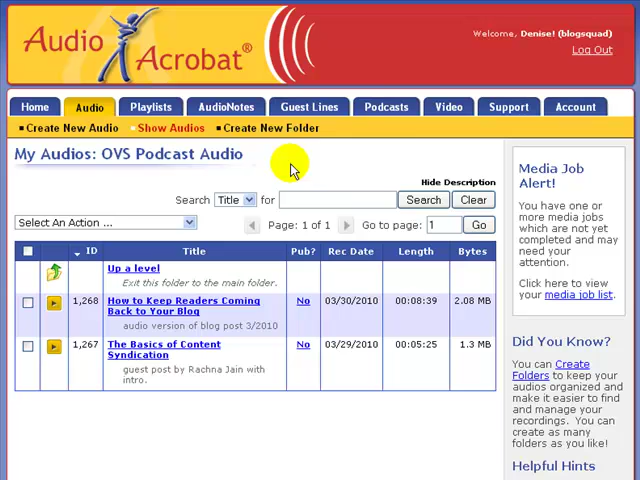 Audio
Acrobat®
Welcome, Denise! (blogsquad)
Log Out
Home
Audio
Playlists
AudioNotes
Guest Lines
Podcasts
Video
Support
Account
Create New Audio
Show Audios
Create New Folder
My Audios: OVS Podcast Audio
Hide Description
Search Title for Search Clear
Select An Action ...
Page: 1 of 1 Go to page: 1 Go
ID Title Pub? Rec Date Length Bytes
Up a level
Exit this folder to the main folder.
1,268 How to Keep Readers Coming No 03/30/2010 00:08:39 2.08 MB
Back to Your Blog
audio version of blog post 3/2010
1,267 The Basics of Content No 03/29/2010 00:05:25 1.3 MB
Syndication
guest post by Rachna Jain with
intro.
Media Job
Alert!
You have one or
more media jobs
which are not yet
completed and may
need your
attention.
Click here to view
your media job list.
Did You Know?
You can Create
Folders to keep your
audios organized and
make it easier to find
and manage your
recordings. You can
create as many
folders as you like!
Helpful Hints